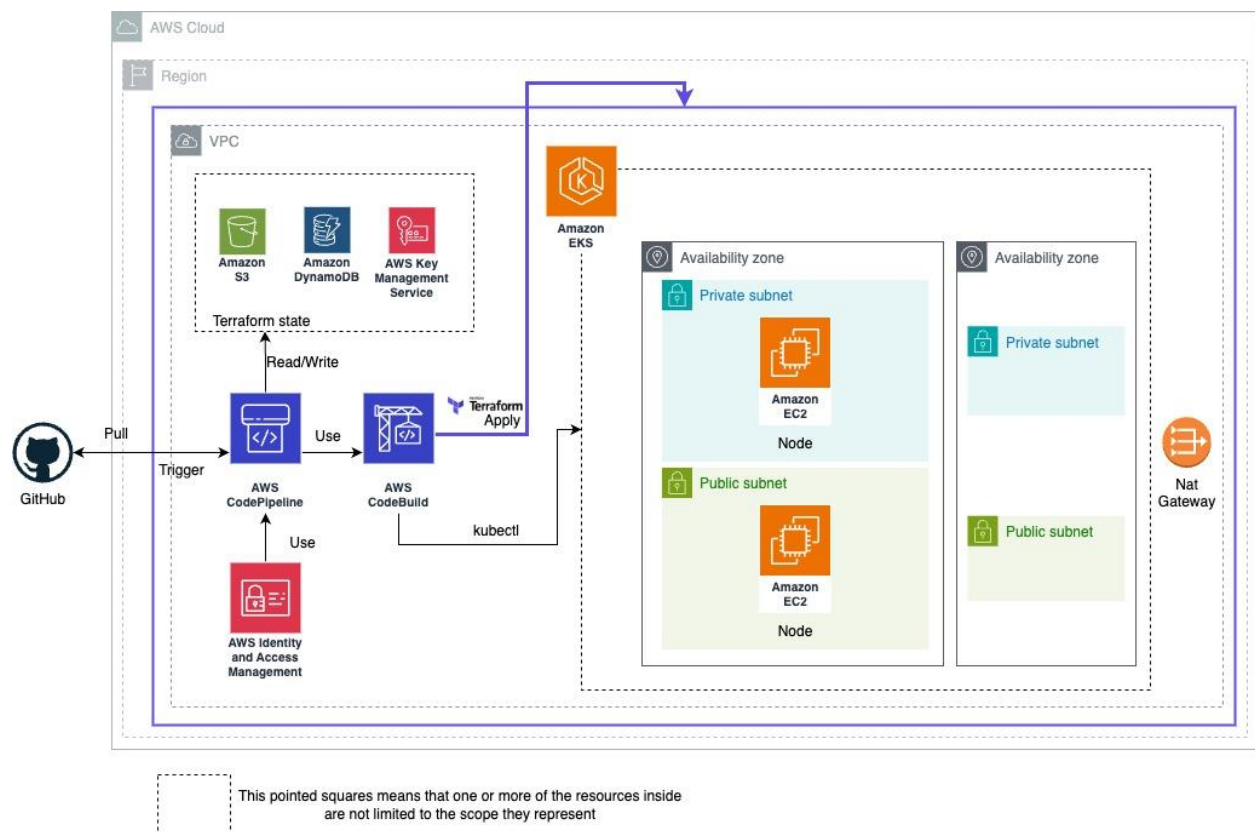 AWS Cloud
Region
VPC
Amazon
S3
Amazon
DynamoDB
AWS Key
Management
Service
Terraform state
Read/Write
Amazon
EKS
Availability zone
Private subnet
Amazon
EC2
Node
Public subnet
Amazon
EC2
Node
Availability zone
Private subnet
Public subnet
Nat
Gateway
GitHub
Pull
Trigger
AWS
CodePipeline
Use
AWS
CodeBuild
Terraform
Apply
kubectl
Use
AWS Identity
and Access
Management
This pointed squares means that one or more of the resources inside
are not limited to the scope they represent